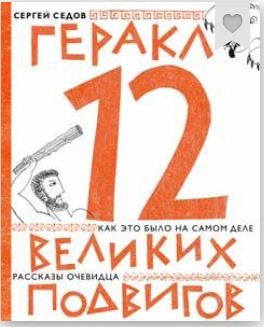 СЕРГЕЙ СЕДОВ
ГЕРАКЛ
12
КАК ЭТО БЫЛО НА САМОМ ДЕЛЕ
ВЕЛИКИХ
РАССКАЗЫ ОЧЕВИДЦА
ПОДВИГОВ